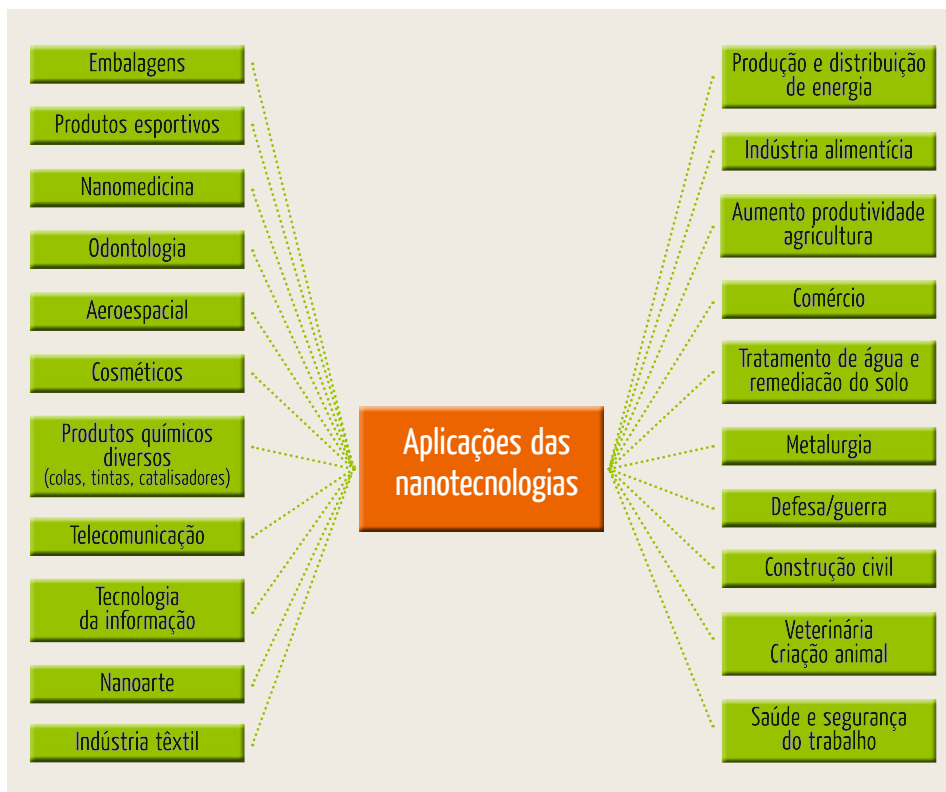 Embalagens
Produtos esportivos
Nanomedicina
Odontologia
Aeroespacial
Cosméticos
Produtos químicos
diversos
(colas, tintas, catalisadores)
Telecomunicação
Tecnologia
da informação
Nanoarte
Indústria têxtil
Aplicações das
nanotecnologias
Produção e distribuição
de energia
Indústria alimentícia
Aumento produtividade
agricultura
Comércio
Tratamento de água e
remediacão do solo
Metalurgia
Defesa/guerra
Construção civil
Veterinária
Criação animal
Saúde e segurança
do trabalho